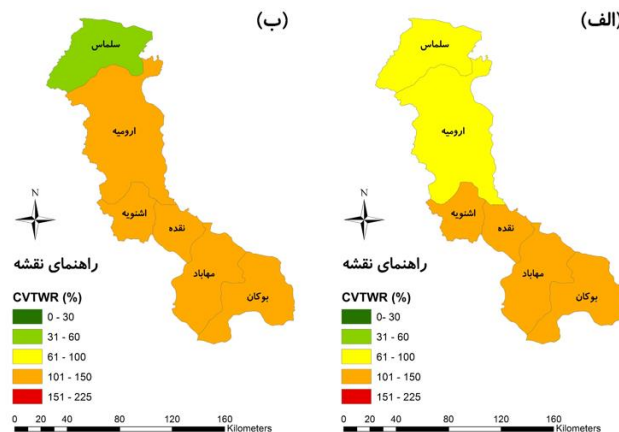 (الف)
سلماس
ارومیه
اشنویه
نقده
مهاباد
بوکان
N
راهنمای نقشه
CVTWR (%)
0 - 30
31 - 60
61 - 100
101 - 150
151 - 225
0 20 40 80 120 160
Kilometers
(ب)
سلماس
ارومیه
اشنویه
نقده
مهاباد
بوکان
N
راهنمای نقشه
CVTWR (%)
0 - 30
31 - 60
61 - 100
101 - 150
151 - 225
0 20 40 80 120 160
Kilometers